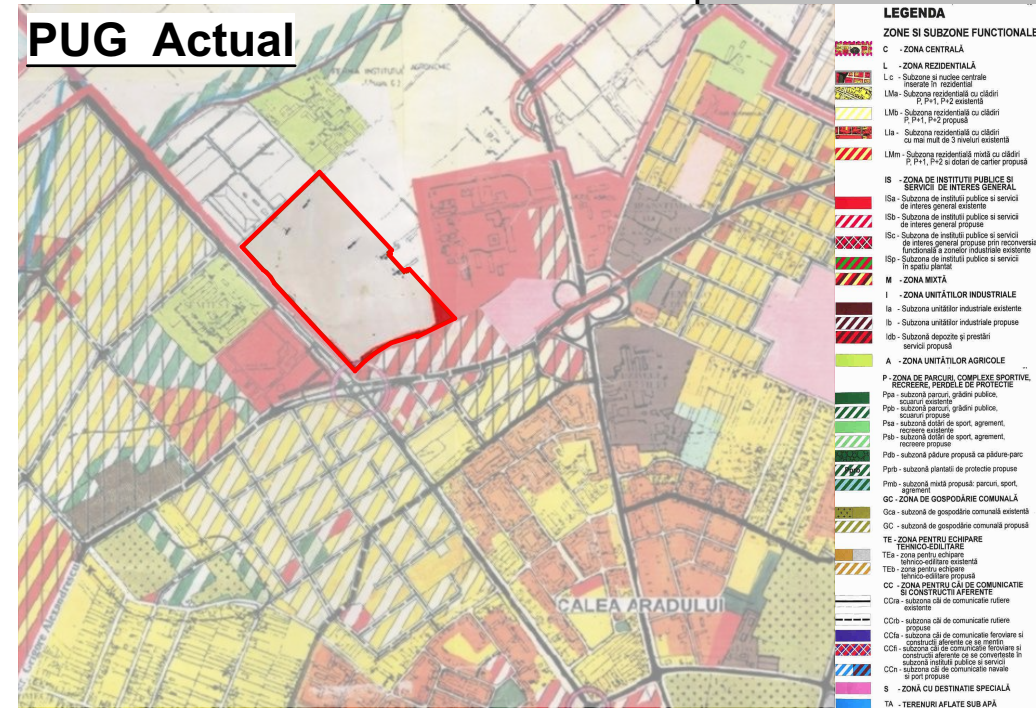 PUG Actual
STATIUNEA INSTITUTUL AGRONOMIC
CALEA ARADULUI
Grigore Alexandrescu
LEGENDA
ZONE SI SUBZONE FUNCTIONALE
C - ZONA CENTRALĂ
L - ZONA REZIDENTIALĂ
L c - Subzone si nuclee centrale
inserate în rezidential
LMa - Subzona rezidentială cu clădiri
P, P+1, P+2 existentă
LMb - Subzona rezidentială cu clădiri
P, P+1, P+2 propusă
LIa - Subzona rezidentială cu clădiri
cu mai mult de 3 niveluri existentă
LMm - Subzona rezidentială mixtă cu clădiri
P, P+1, P+2 si dotari de cartier propusă
IS - ZONA DE INSTITUTII PUBLICE SI
SERVICII DE INTERES GENERAL
ISa - Subzona de institutii publice si servicii
de interes general existente
ISb - Subzona de institutii publice si servicii
de interes general propuse
ISc - Subzona de institutii publice si servicii
de interes general propuse prin reconversia
functională a zonelor industriale existente
ISp - Subzona de institutii publice si servicii
în spatiu plantat
M - ZONA MIXTĂ
I - ZONA UNITĂTILOR INDUSTRIALE
Ia - Subzona unitătilor industriale existente
Ib - Subzona unitătilor industriale propuse
Idb - Subzonă depozite şi prestări
servicii propusă
A - ZONA UNITĂTILOR AGRICOLE
P - ZONA DE PARCURI, COMPLEXE SPORTIVE,
RECREERE, PERDELE DE PROTECTIE
Ppa - subzonă parcuri, grădini publice,
scuaruri existente
Ppb - subzonă parcuri, grădini publice,
scuaruri propuse
Psa - subzonă dotări de sport, agrement,
recreere existente
Psb - subzonă dotări de sport, agrement,
recreere propuse
Pdb - subzonă pădure propusă ca pădure-parc
Pprb - subzonă plantatii de protectie propuse
Pmb - subzonă mixtă propusă: parcuri, sport,
agrement
GC - ZONA DE GOSPODĂRIE COMUNALĂ
Gca - subzonă de gospodărie comunală existentă
GC - subzonă de gospodărie comunală propusă
TE - ZONA PENTRU ECHIPARE
TEHNICO-EDILITARE
TEa - zona pentru echipare
tehnico-edilitare existentă
TEb - zona pentru echipare
tehnico-edilitare propusă
CC - ZONA PENTRU CĂI DE COMUNICATIE
SI CONSTRUCTII AFERENTE
CCra - subzona căi de comunicatie rutiere
existente
CCrb - subzona căi de comunicatie rutiere
propuse
CCfa - subzona căi de comunicatie feroviare si
constructii aferente ce se mentin
CCfi - subzona căi de comunicatie feroviare si
constructii aferente ce se converteste în
subzonă institutii publice si servicii
CCn - subzona căi de comunicatie navale
si port propuse
S - ZONĂ CU DESTINATIE SPECIALĂ
TA - TERENURI AFLATE SUB APĂ